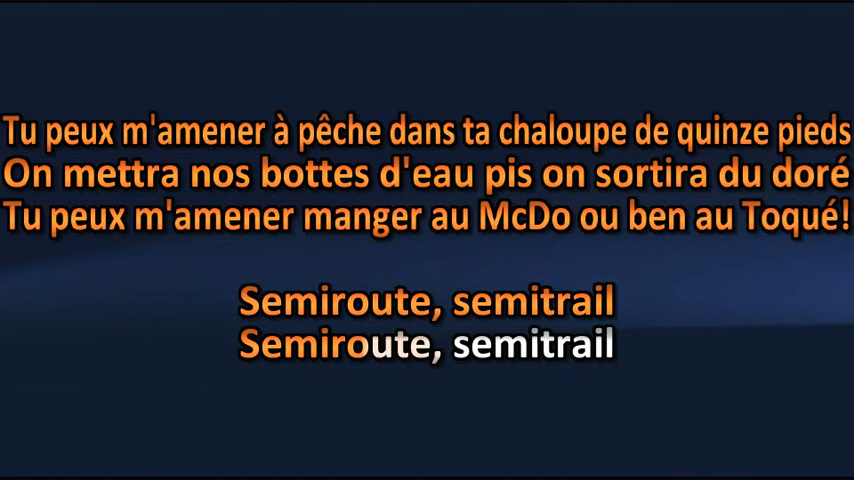 Tu peux m'amener à pêche dans ta chaloupe de quinze pieds
On mettra nos bottes d'eau pis on sortira du doré
Tu peux m'amener manger au McDo ou ben au Toqué!
Semiroute, semitrail
Semiroute, semitrail